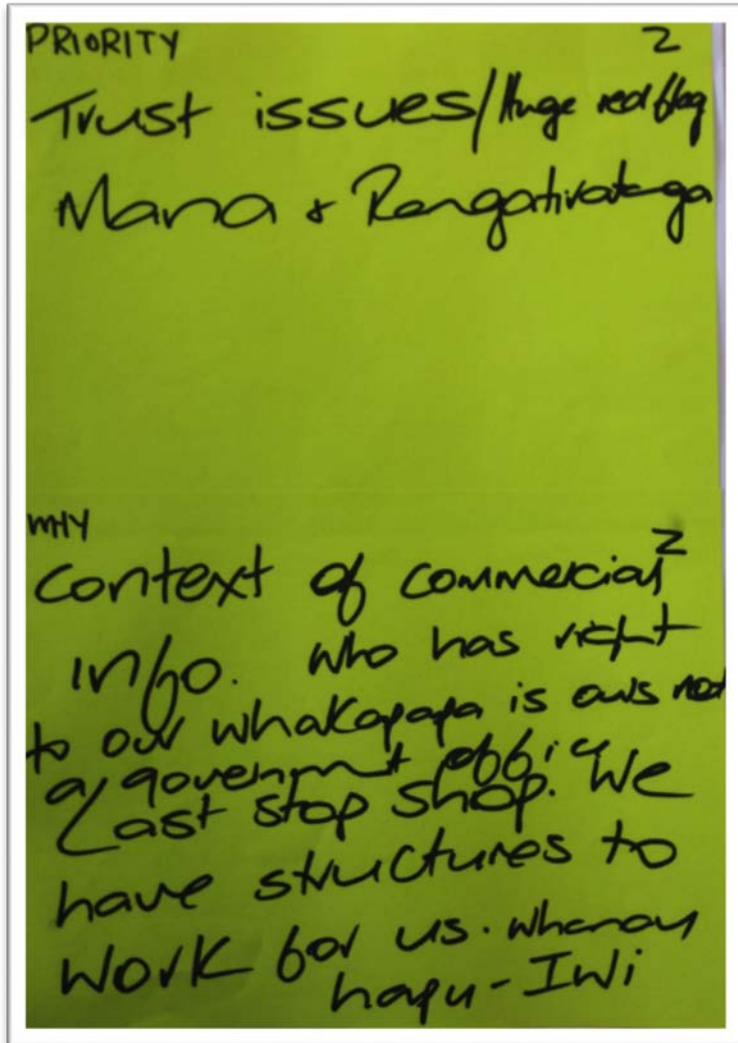 PRIORITY 2
Trust issues/Huge red flag
Mana & Rangatiratanga
WHY 2
Context of commercial
info. Who has right
to our whakapapa is ours not
a government office
Last stop shop. We
have structures to
work for us. whanau
hapu - Iwi